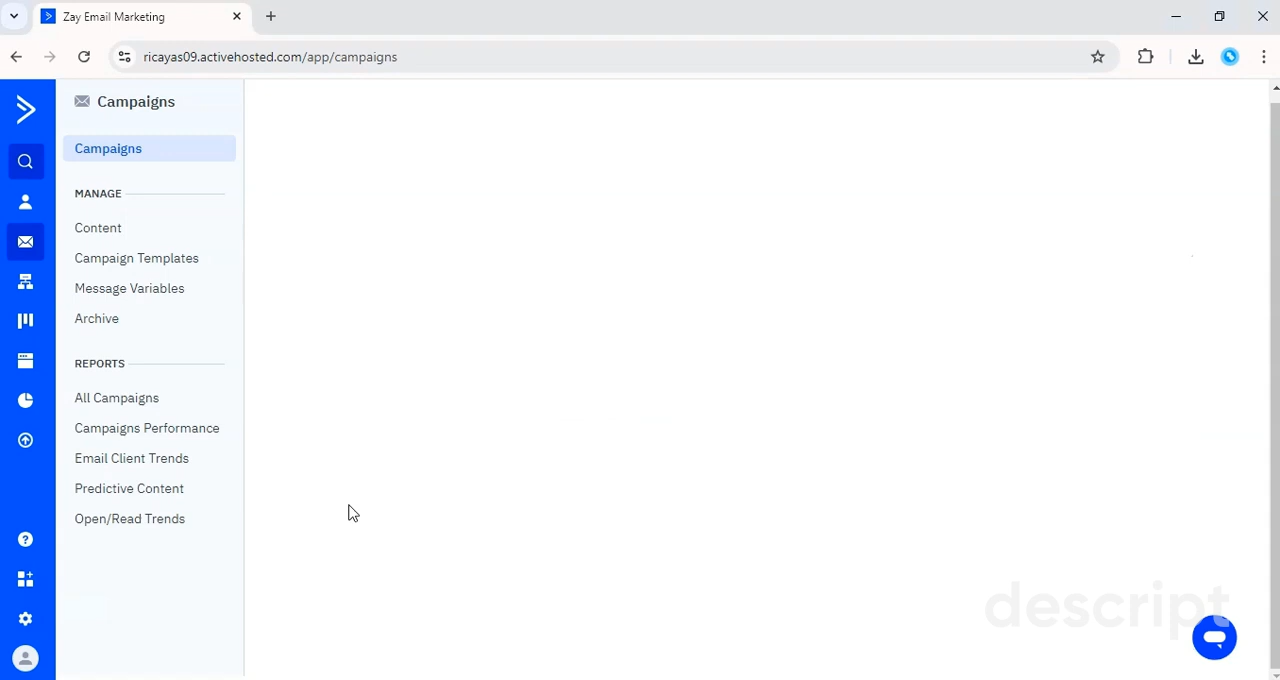 Zay Email Marketing
ricayas09.activehosted.com/app/campaigns
Campaigns
Campaigns
MANAGE
Content
Campaign Templates
Message Variables
Archive
REPORTS
All Campaigns
Campaigns Performance
Email Client Trends
Predictive Content
Open/Read Trends
descript